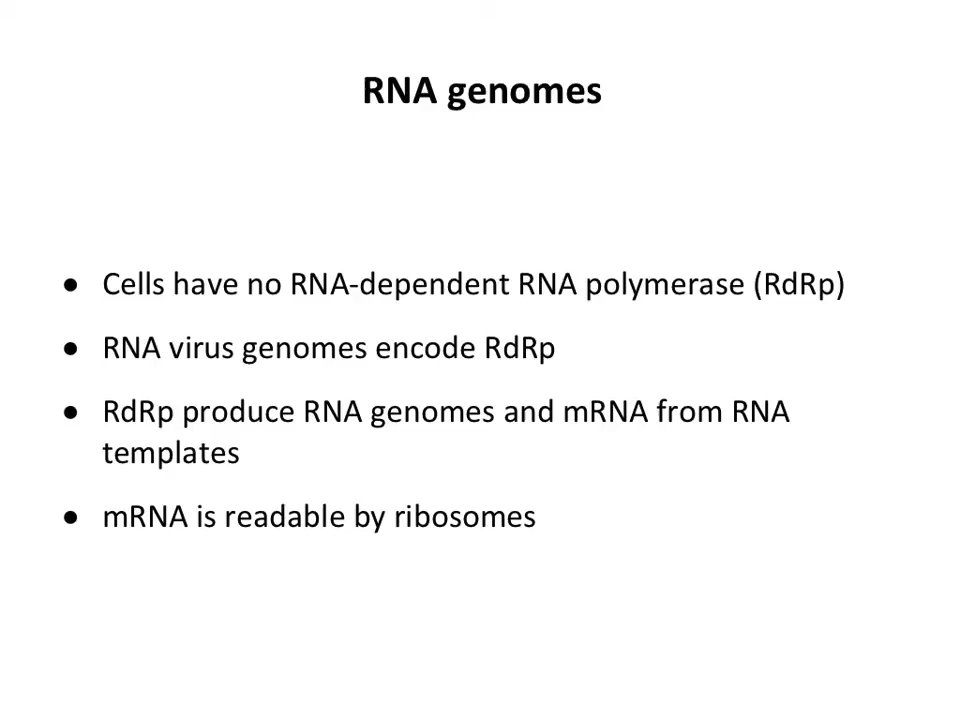 RNA genomes
● Cells have no RNA-dependent RNA polymerase (RdRp)
● RNA virus genomes encode RdRp
● RdRp produce RNA genomes and mRNA from RNA
templates
● mRNA is readable by ribosomes